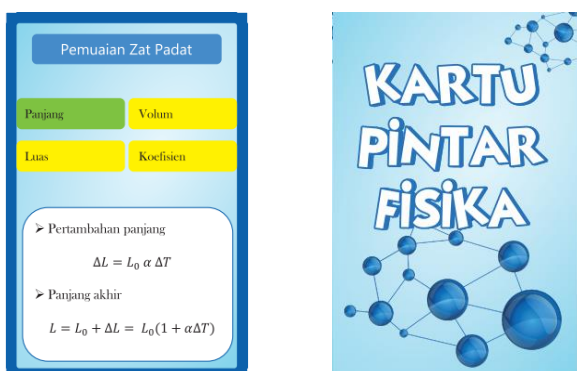 Pemuaian Zat Padat
Panjang
Volum
Luas
Koefisien
➢ Pertambahan panjang
ΔL = L₀ α ΔT
➢ Panjang akhir
L = L₀ + ΔL = L₀(1 + αΔT)
KARTU
PiNTAR
FiSiKA